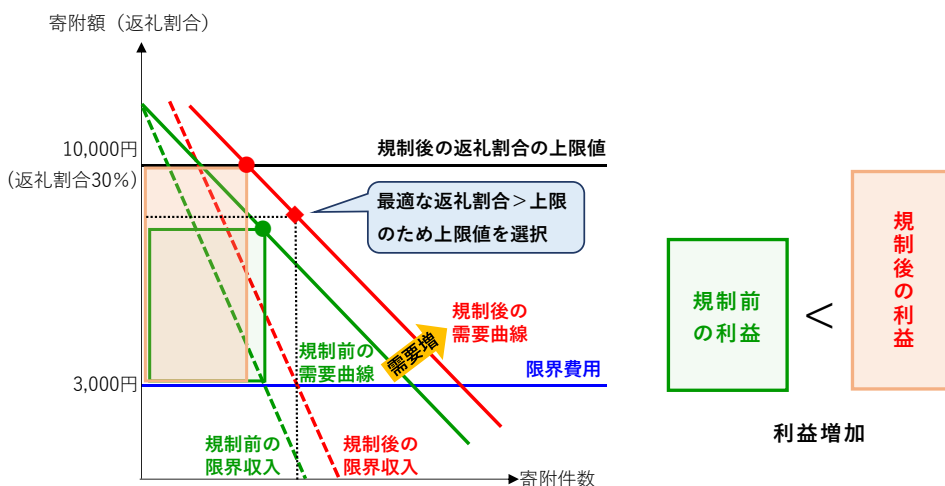 寄附額（返礼割合）
10,000円
(返礼割合30%)
規制後の返礼割合の上限値
最適な返礼割合＞上限
のため上限値を選択
規制後の
需要曲線
需要増
規制前の
需要曲線
限界費用
3,000円
規制前の
限界収入
規制後の
限界収入
寄附件数
規制前
の利益
<
規制後の利益
利益増加